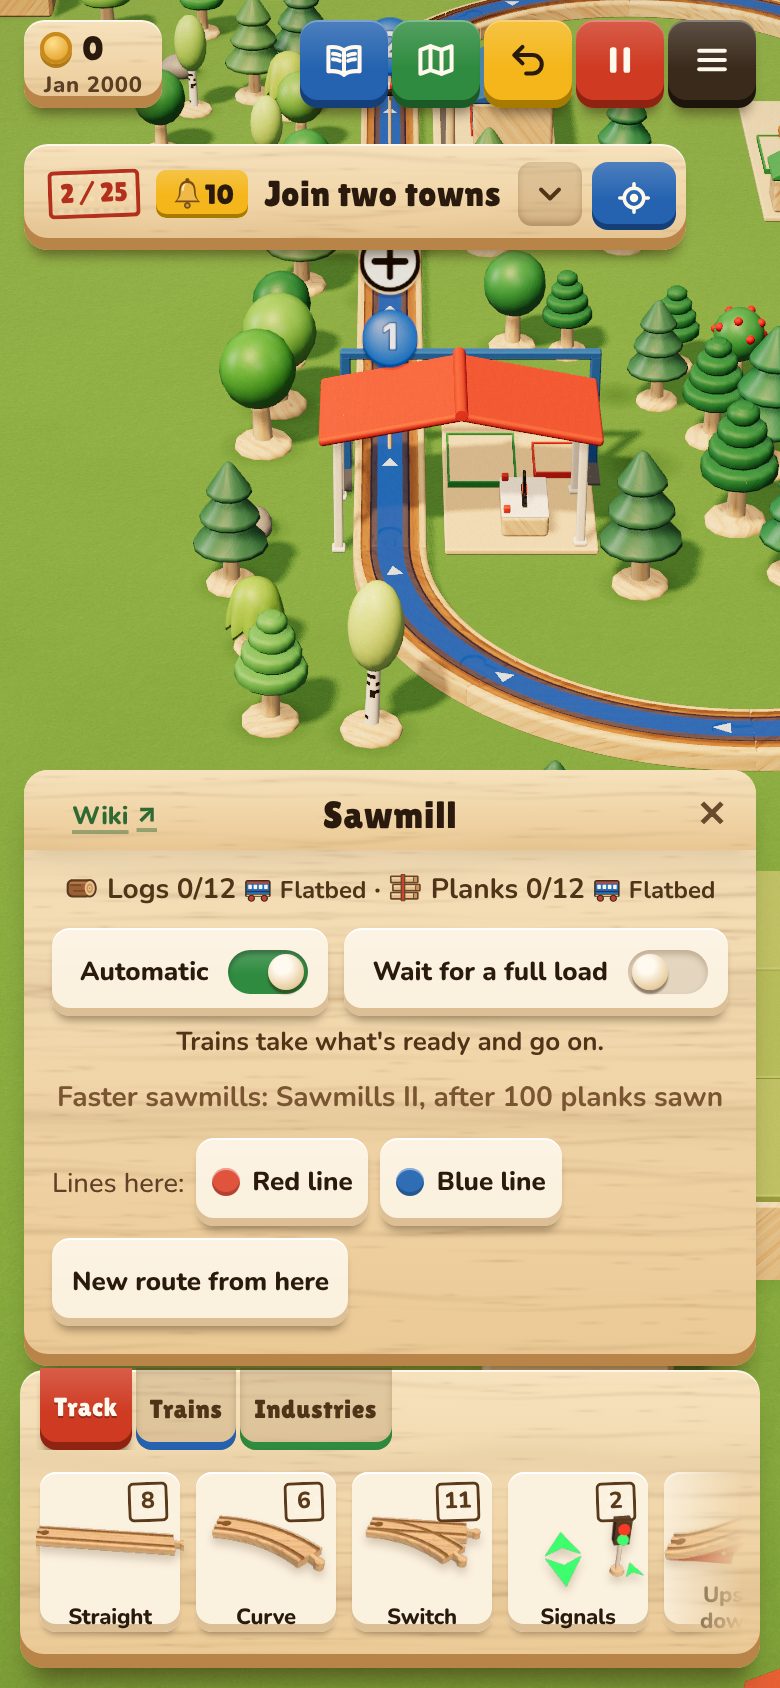 0
Jan 2000
2 / 25
10
Join two towns
1
Wiki
Sawmill
Logs 0/12 Flatbed · Planks 0/12 Flatbed
Automatic
Wait for a full load
Trains take what's ready and go on.
Faster sawmills: Sawmills II, after 100 planks sawn
Lines here: Red line Blue line
New route from here
Track Trains Industries
8 6 11 2
Straight Curve Switch Signals